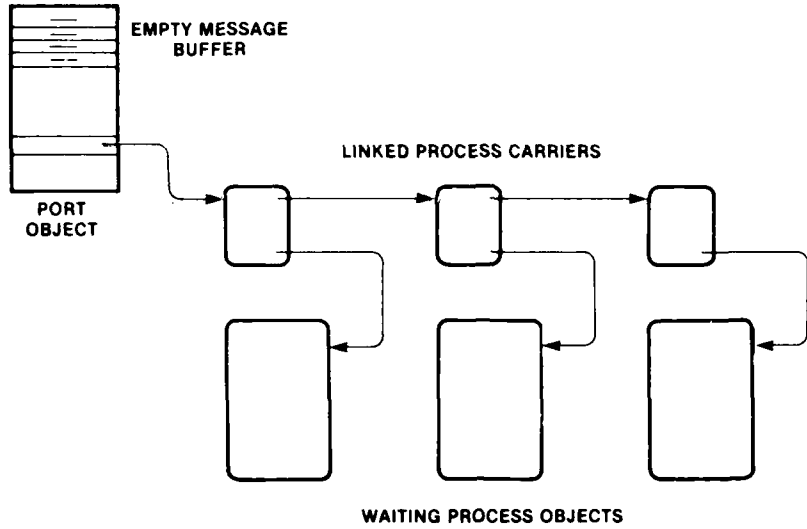 EMPTY MESSAGE
BUFFER
LINKED PROCESS CARRIERS
PORT
OBJECT
WAITING PROCESS OBJECTS